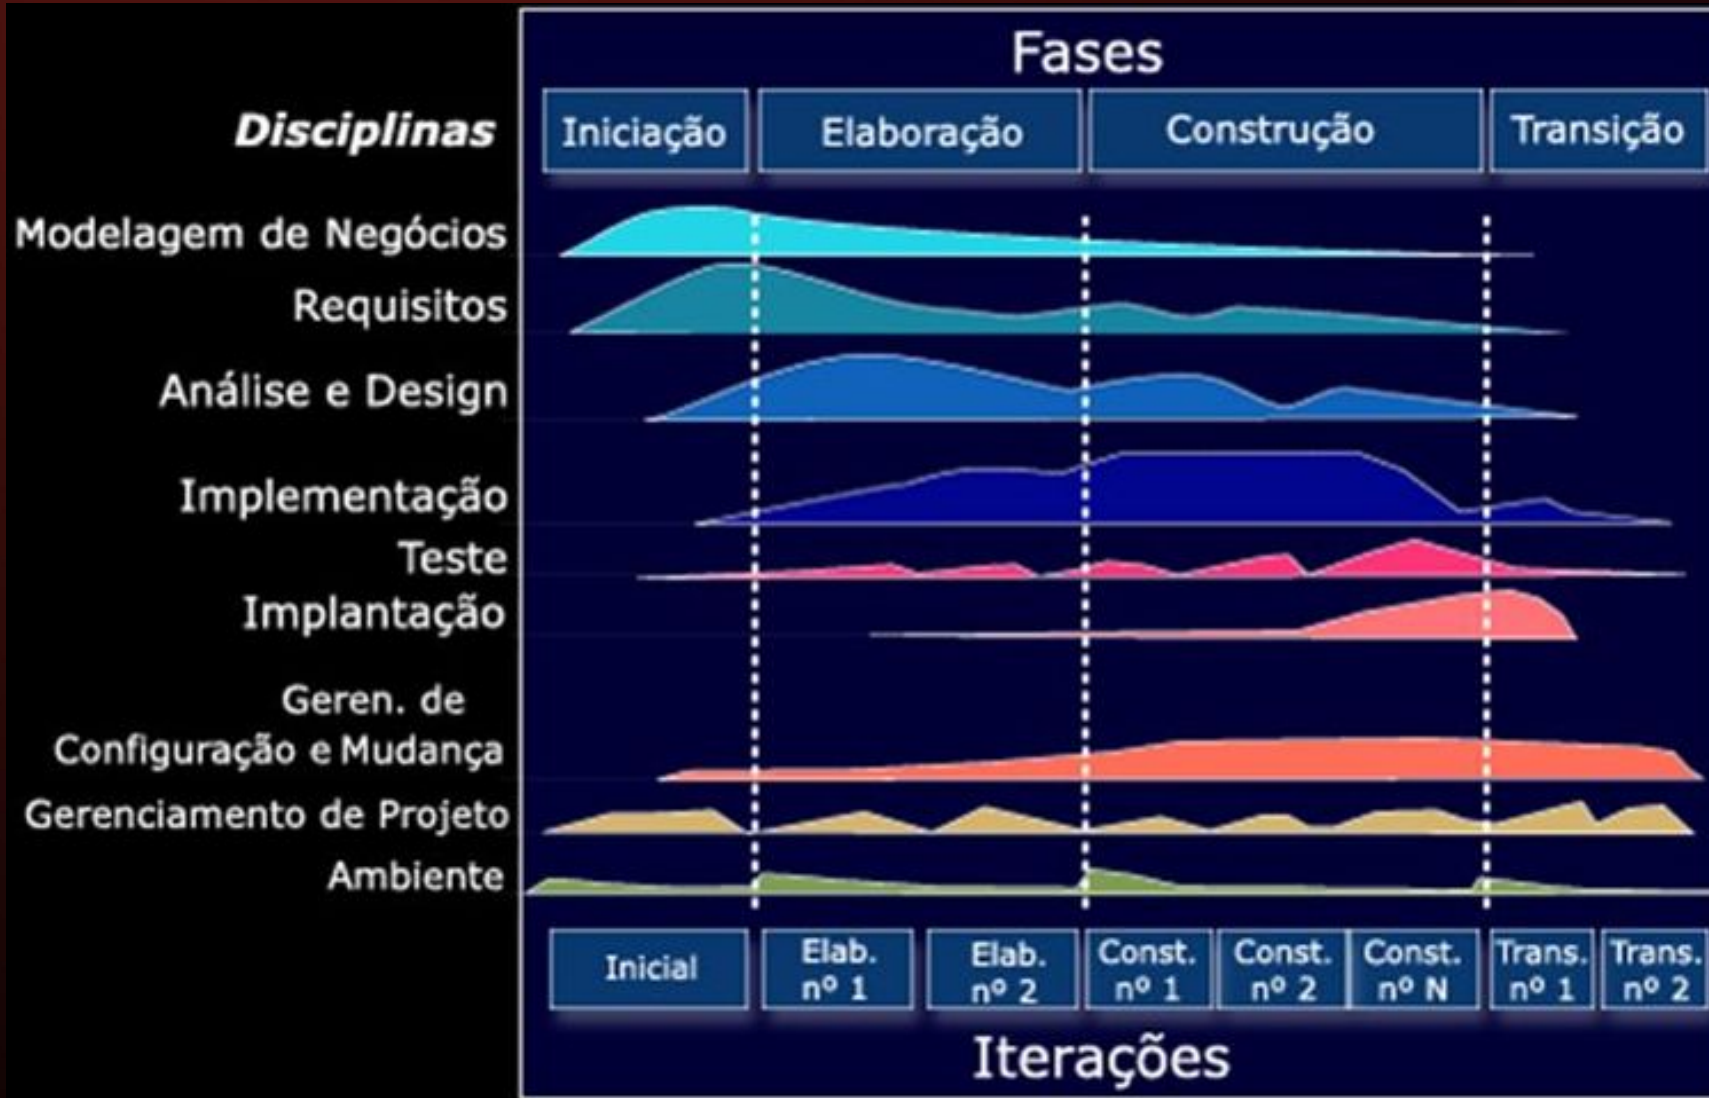 Fases
Disciplinas
Iniciação
Elaboração
Construção
Transição
Modelagem de Negócios
Requisitos
Análise e Design
Implementação
Teste
Implantação
Geren. de
Configuração e Mudança
Gerenciamento de Projeto
Ambiente
Inicial
Elab.
nº 1
Elab.
nº 2
Const.
nº 1
Const.
nº 2
Const.
nº N
Trans.
nº 1
Trans.
nº 2
Iterações